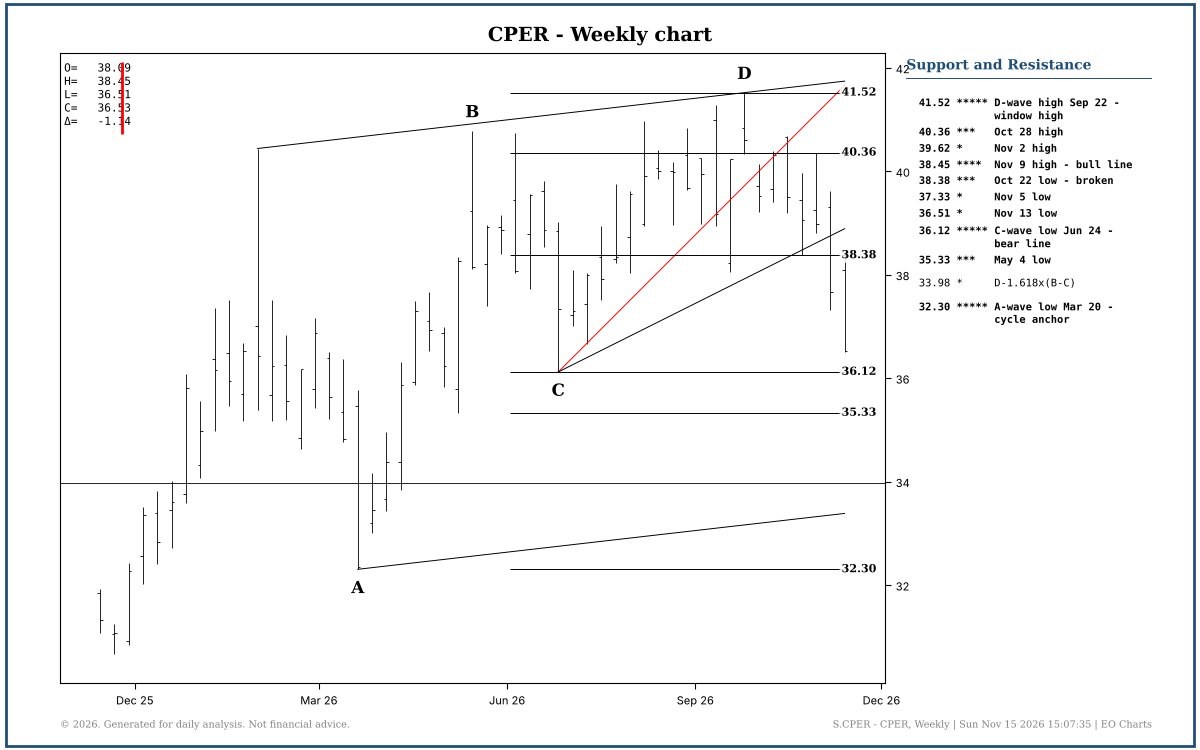 CPER - Weekly chart
O= 38.09
H= 38.45
L= 36.51
C= 36.53
Δ= -1.14
A
B
C
D
41.52
40.36
38.38
36.12
35.33
32.30
42
40
38
36
34
32
Dec 25
Mar 26
Jun 26
Sep 26
Dec 26
Support and Resistance
41.52 ***** D-wave high Sep 22 -
window high
40.36 *** Oct 28 high
39.62 * Nov 2 high
38.45 **** Nov 9 high - bull line
38.38 *** Oct 22 low - broken
37.33 * Nov 5 low
36.51 * Nov 13 low
36.12 ***** C-wave low Jun 24 -
bear line
35.33 *** May 4 low
33.98 * D-1.618x(B-C)
32.30 ***** A-wave low Mar 20 -
cycle anchor
© 2026. Generated for daily analysis. Not financial advice.
S.CPER - CPER, Weekly | Sun Nov 15 2026 15:07:35 | EO Charts